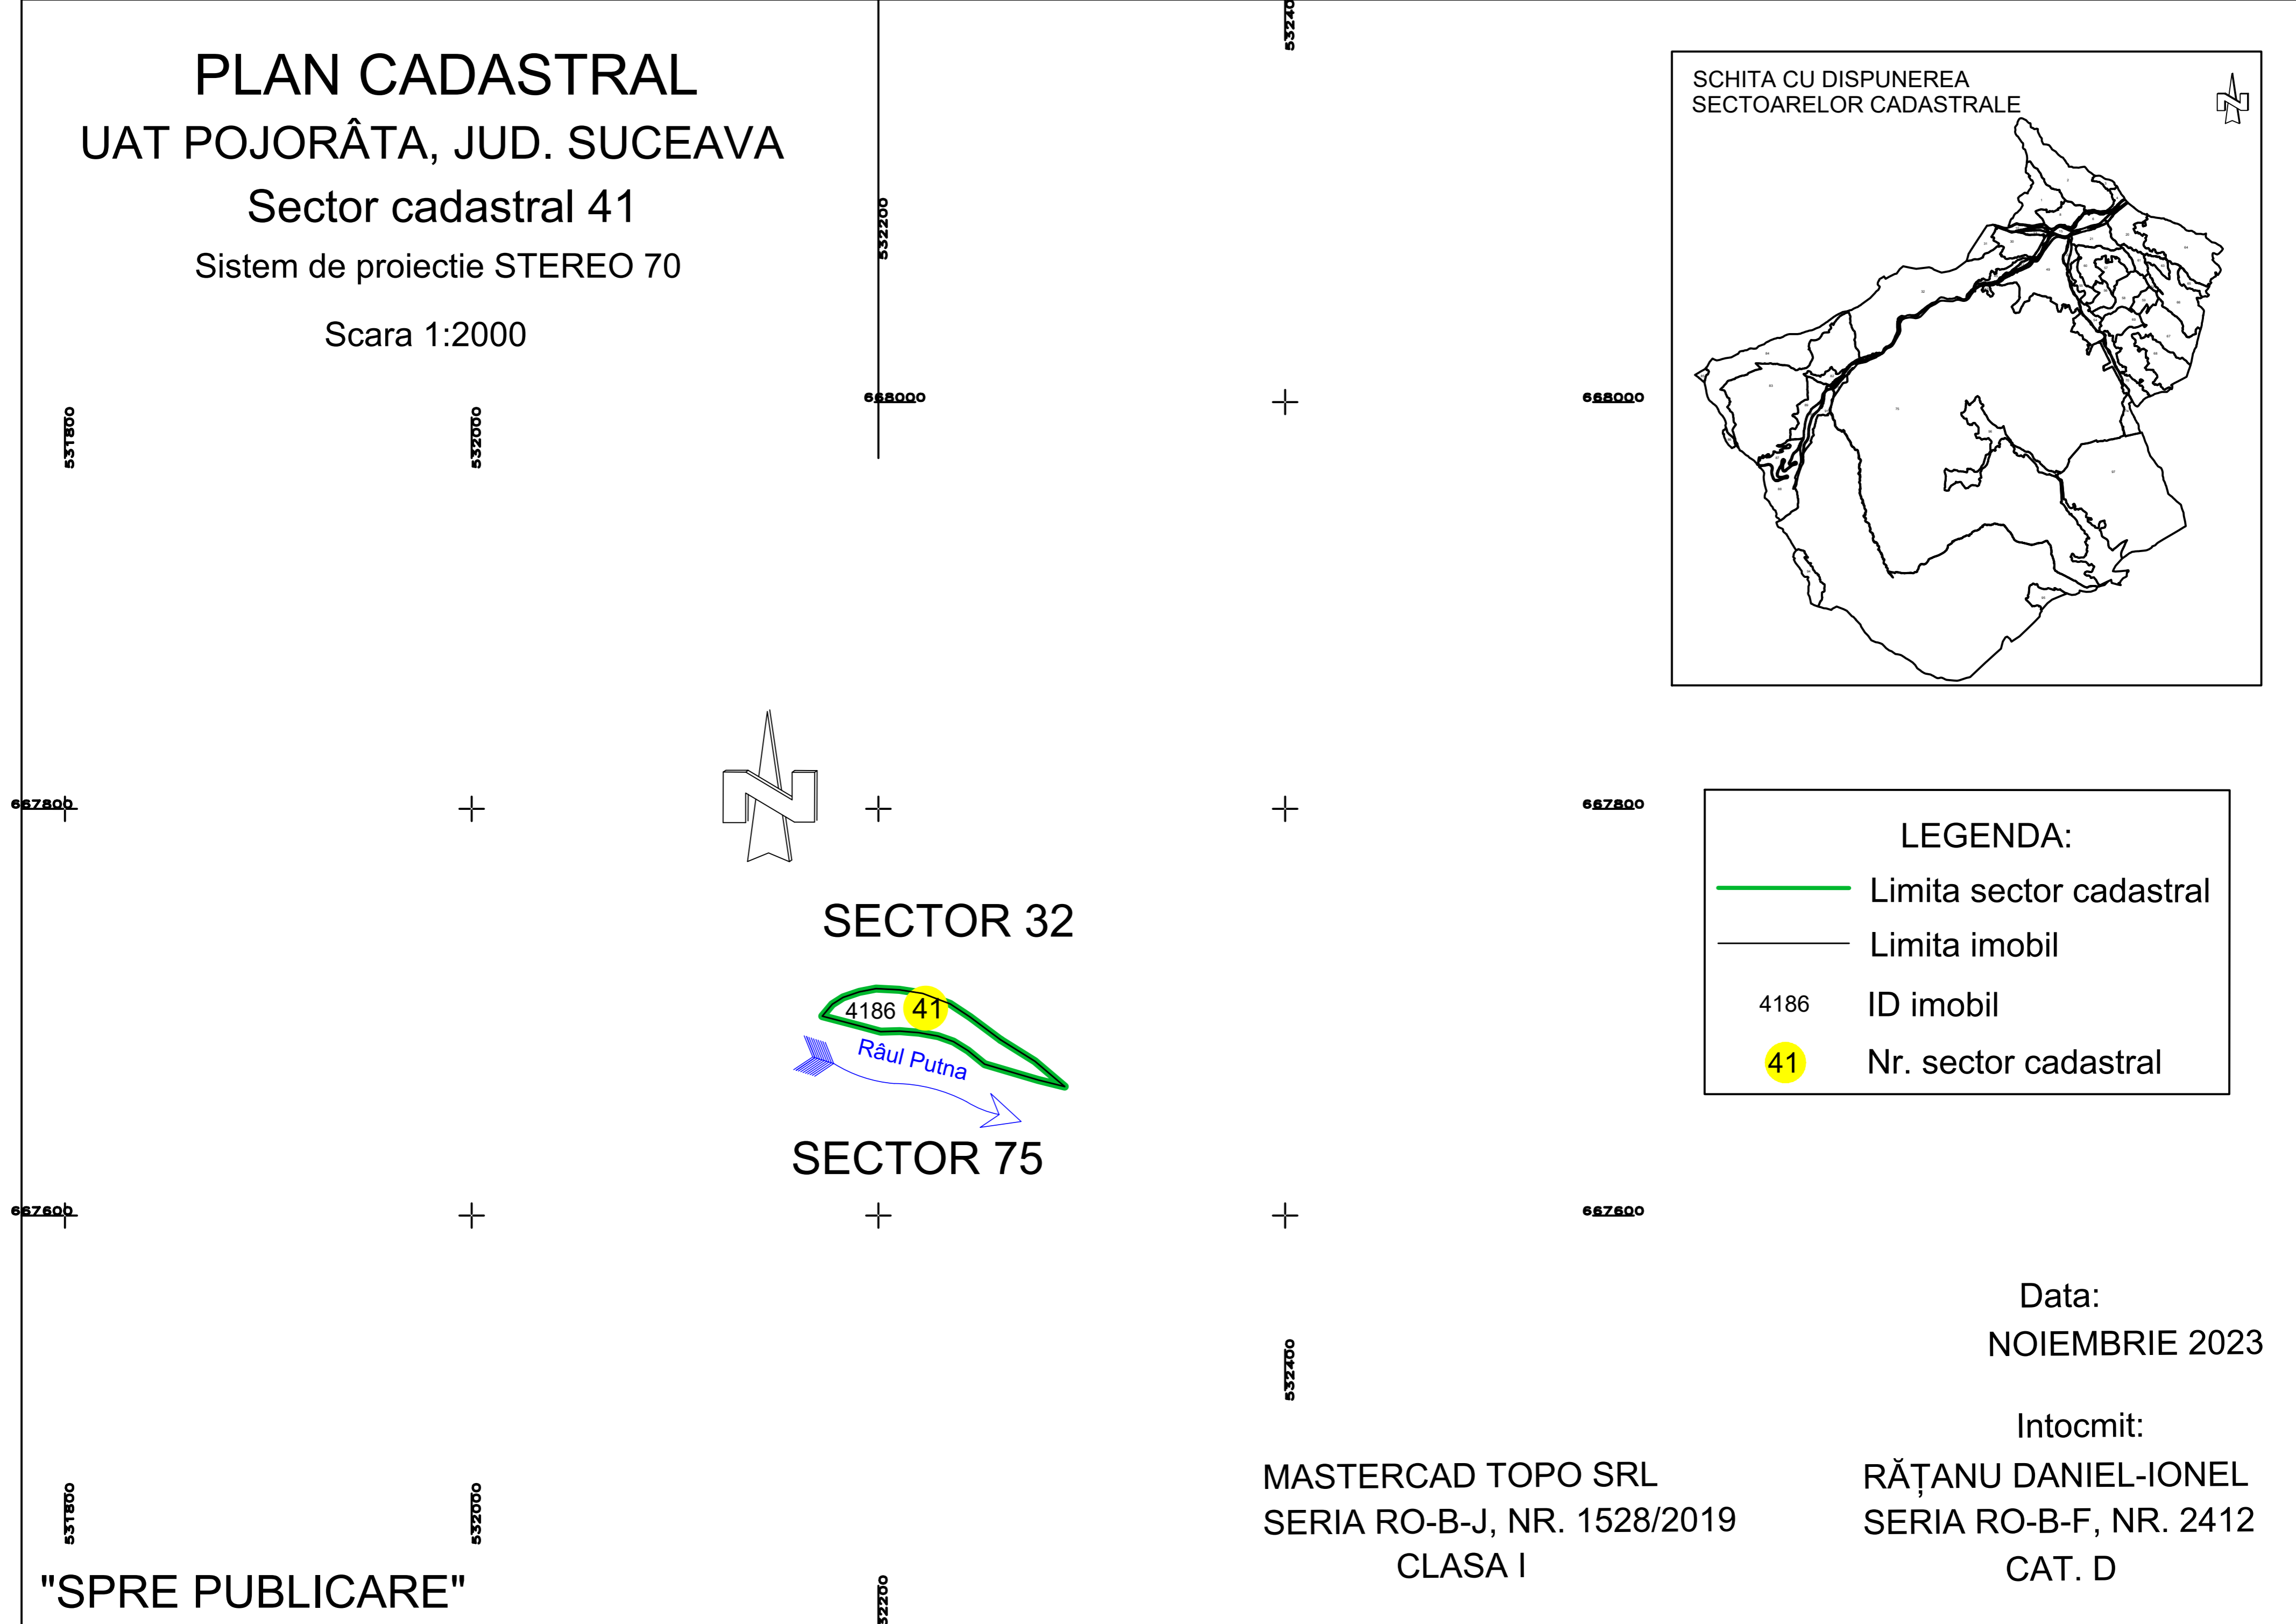 PLAN CADASTRAL
UAT POJORÂTA, JUD. SUCEAVA
Sector cadastral 41
Sistem de proiectie STEREO 70
Scara 1:2000
532200
SCHITA CU DISPUNEREA
SECTOARELOR CADASTRALE
531800
532000
668000
668000
667800
667800
SECTOR 32
4186
41
Râul Putna
SECTOR 75
LEGENDA:
Limita sector cadastral
Limita imobil
4186 ID imobil
41 Nr. sector cadastral
667600
667600
Data:
NOIEMBRIE 2023
532400
Intocmit:
MASTERCAD TOPO SRL
SERIA RO-B-J, NR. 1528/2019
CLASA I
RĂȚANU DANIEL-IONEL
SERIA RO-B-F, NR. 2412
CAT. D
531800
532000
"SPRE PUBLICARE"